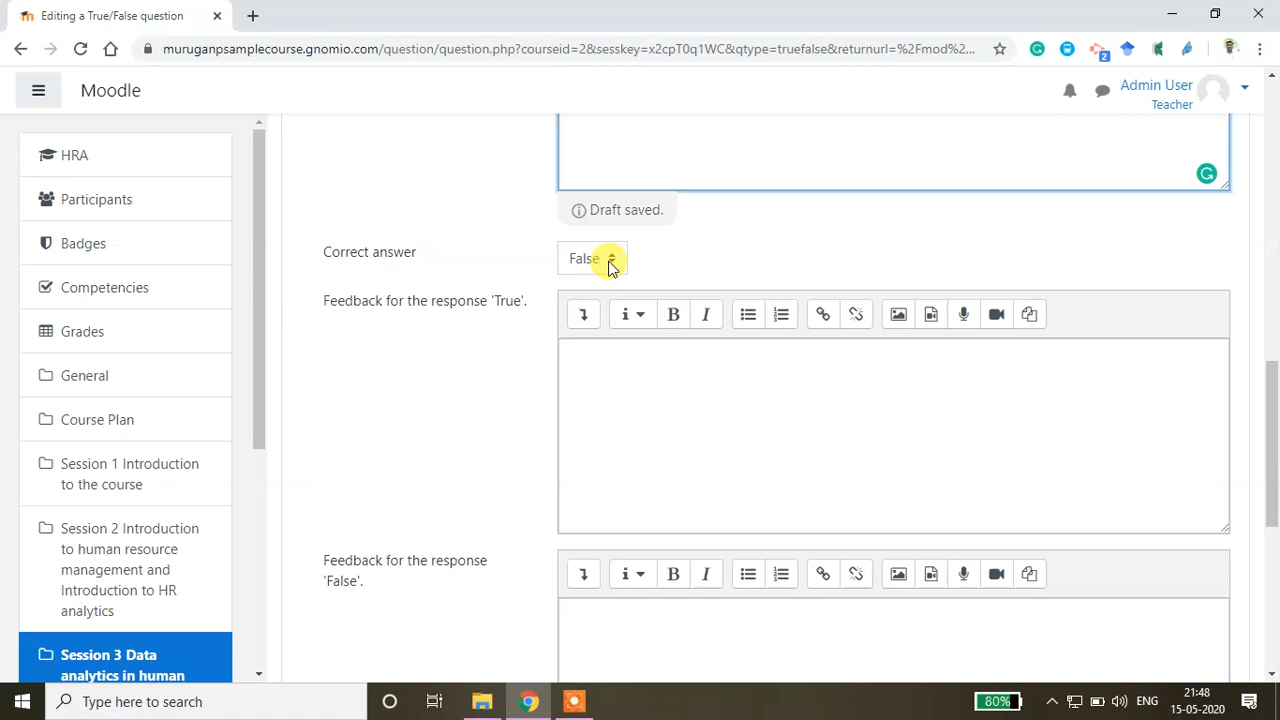 Editing a True/False question
muruganpsamplecourse.gnomio.com/question/question.php?courseid=2&sesskey=x2cpT0q1WC&qtype=truefalse&returnurl=%2Fmod%2...
2
Moodle
Admin User
Teacher
HRA
Participants
Badges
Competencies
Grades
General
Course Plan
Session 1 Introduction
to the course
Session 2 Introduction
to human resource
management and
Introduction to HR
analytics
Session 3 Data
analytics in human
Draft saved.
Correct answer
False
Feedback for the response 'True'.
B
I
Feedback for the response
'False'.
B
I
Type here to search
80%
ENG
21:48
15-05-2020